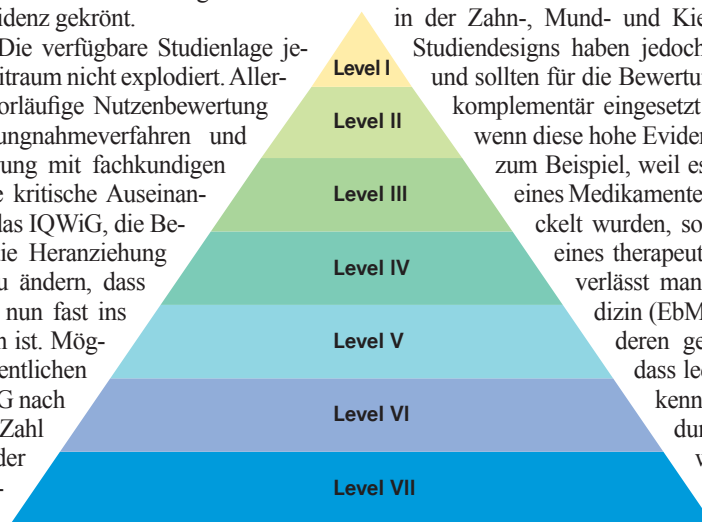 idenz gekrönt.
Die verfügbare Studienlage je-
itraum nicht explodiert. Aller-
orläufige Nutzenbewertung
ungnahmeverfahren und
ung mit fachkundigen
e kritische Auseinan-
das IQWiG, die Be-
ie Heranziehung
u ändern, dass
nun fast ins
n ist. Mög-
entlichen
G nach
Zahl
der
-
Level I
Level II
Level III
Level IV
Level V
Level VI
Level VII
in der Zahn-, Mund- und Kie
Studiendesigns haben jedoch
und sollten für die Bewertu
komplementär eingesetzt
wenn diese hohe Eviden
zum Beispiel, weil es
eines Medikamente
ckelt wurden, so
eines therapeut
verlässt man
dizin (EbM
deren ge
dass led
kenn
dur
w